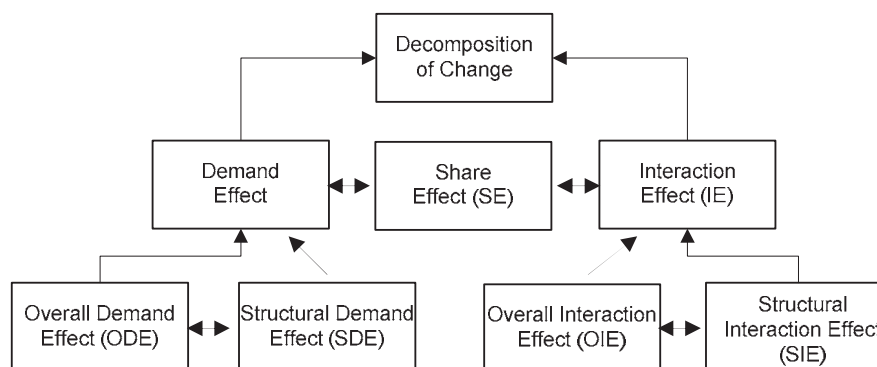 Decomposition
of Change
Demand
Effect
Share
Effect (SE)
Interaction
Effect (IE)
Overall Demand
Effect (ODE)
Structural Demand
Effect (SDE)
Overall Interaction
Effect (OIE)
Structural
Interaction Effect
(SIE)